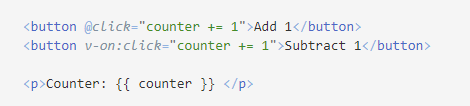 <button @click="counter += 1">Add 1</button>
<button v-on:click="counter += 1">Subtract 1</button>
<p>Counter: {{ counter }} </p>